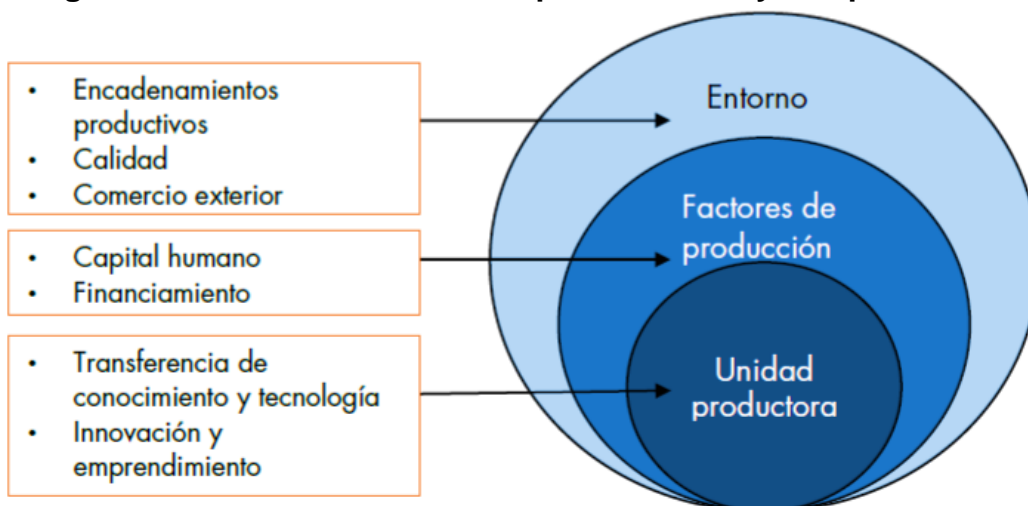 • Encadenamientos
productivos
• Calidad
• Comercio exterior
Entorno
• Capital humano
• Financiamiento
Factores de
producción
• Transferencia de
conocimiento y tecnología
• Innovación y
emprendimiento
Unidad
productora